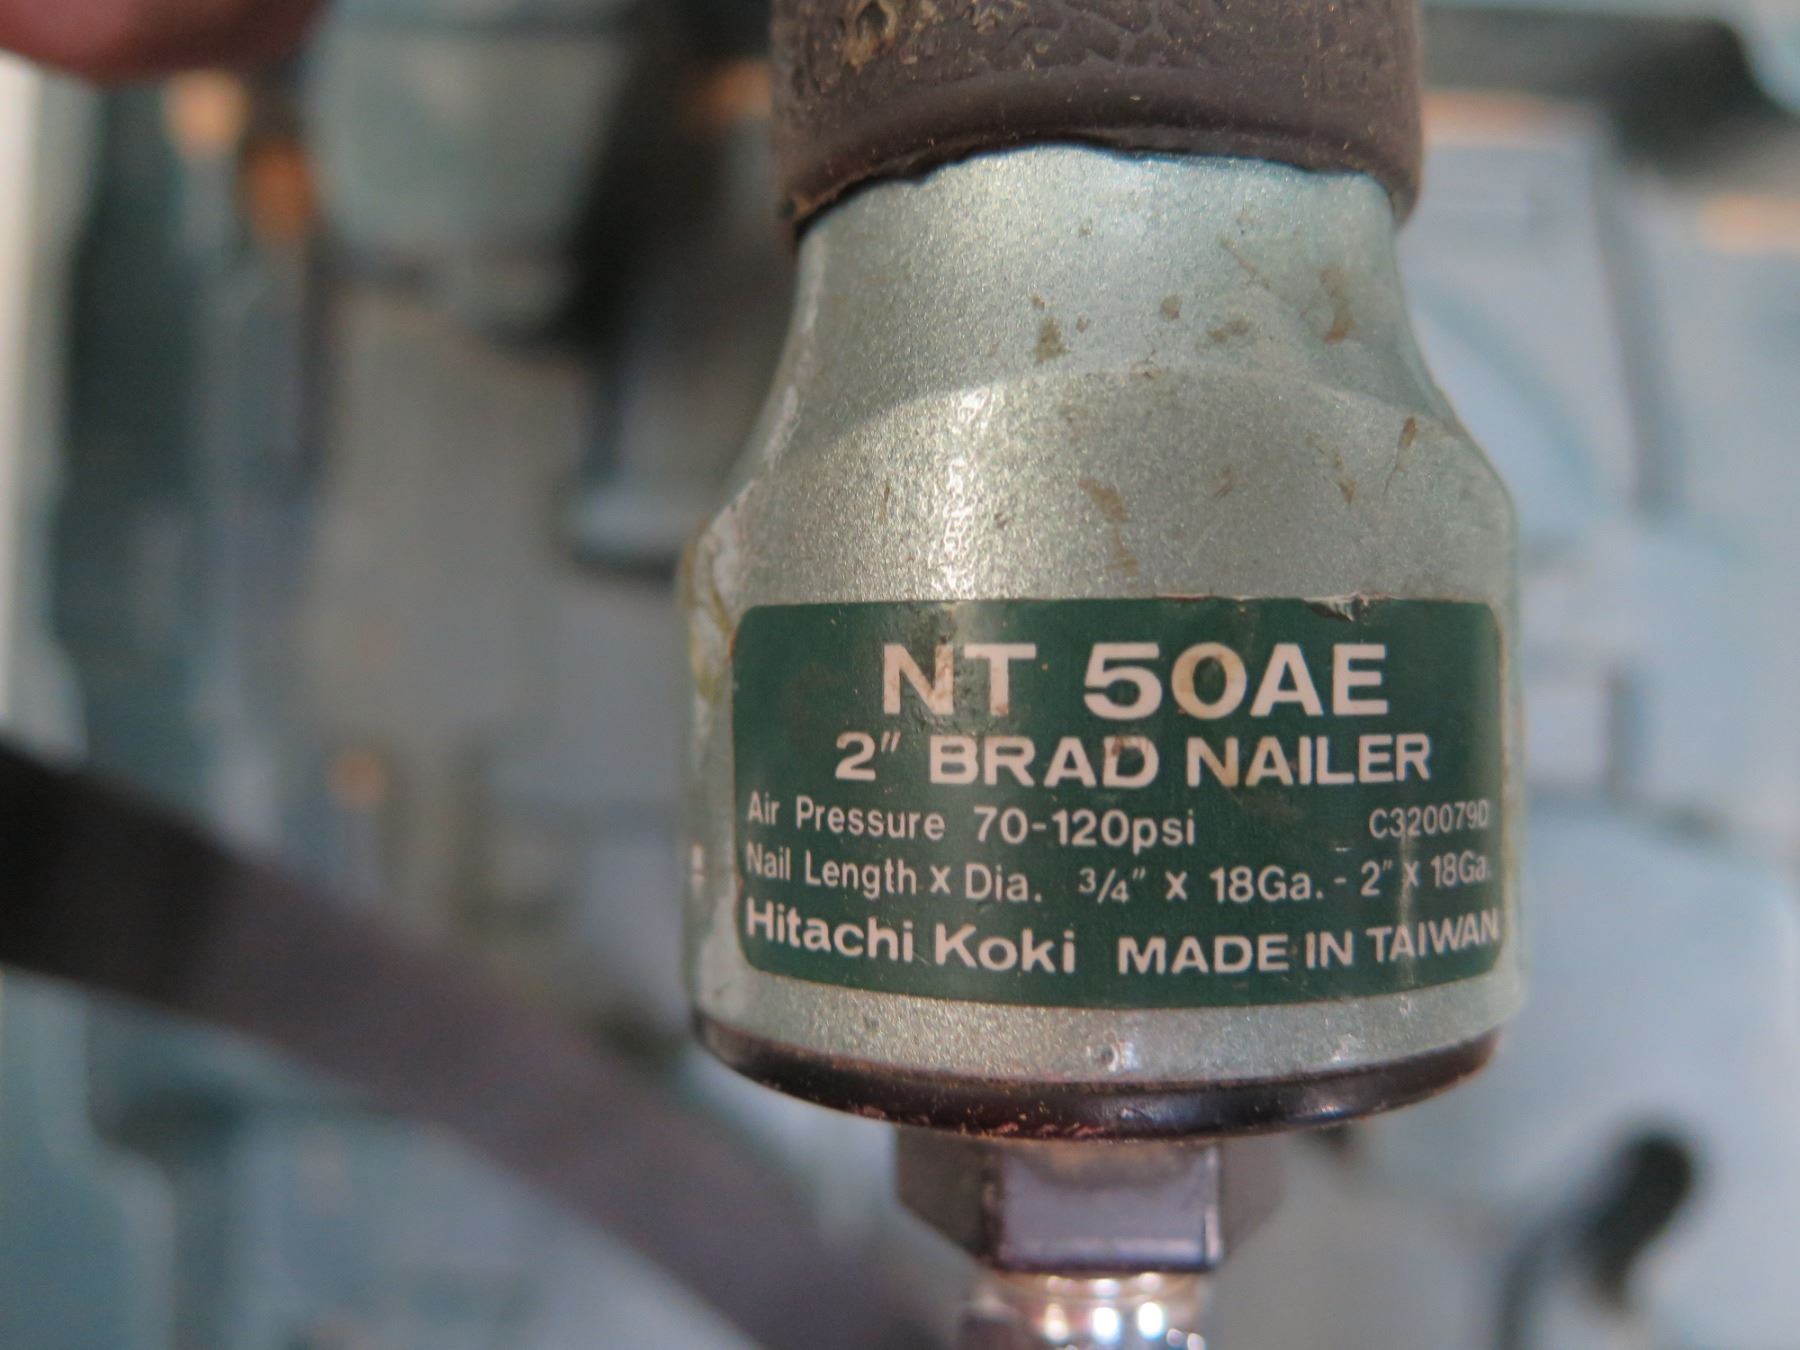 NT 50AE
2" BRAD NAILER
Air Pressure 70-120psi C320079D
Nail Length x Dia. 3/4" x 18Ga. - 2" x 18Ga.
Hitachi Koki MADE IN TAIWAN